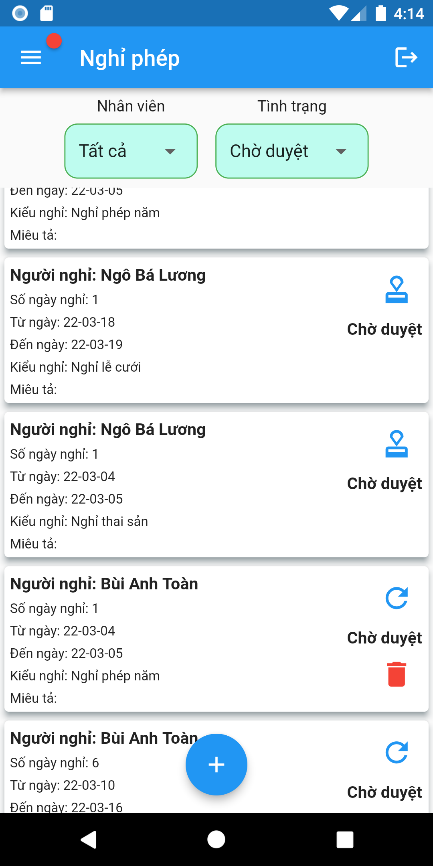 4:14
Nghỉ phép
Nhân viên
Tình trạng
Tất cả
Chờ duyệt
Đến ngày: 22-03-05
Kiểu nghỉ: Nghỉ phép năm
Miêu tả:
Người nghỉ: Ngô Bá Lương
Số ngày nghỉ: 1
Từ ngày: 22-03-18
Chờ duyệt
Đến ngày: 22-03-19
Kiểu nghỉ: Nghỉ lễ cưới
Miêu tả:
Người nghỉ: Ngô Bá Lương
Số ngày nghỉ: 1
Từ ngày: 22-03-04
Chờ duyệt
Đến ngày: 22-03-05
Kiểu nghỉ: Nghỉ thai sản
Miêu tả:
Người nghỉ: Bùi Anh Toàn
Số ngày nghỉ: 1
Từ ngày: 22-03-04
Chờ duyệt
Đến ngày: 22-03-05
Kiểu nghỉ: Nghỉ phép năm
Miêu tả:
Người nghỉ: Bùi Anh Toàn
Số ngày nghỉ: 6
Từ ngày: 22-03-10
Chờ duyệt
Đến ngày: 22-03-16